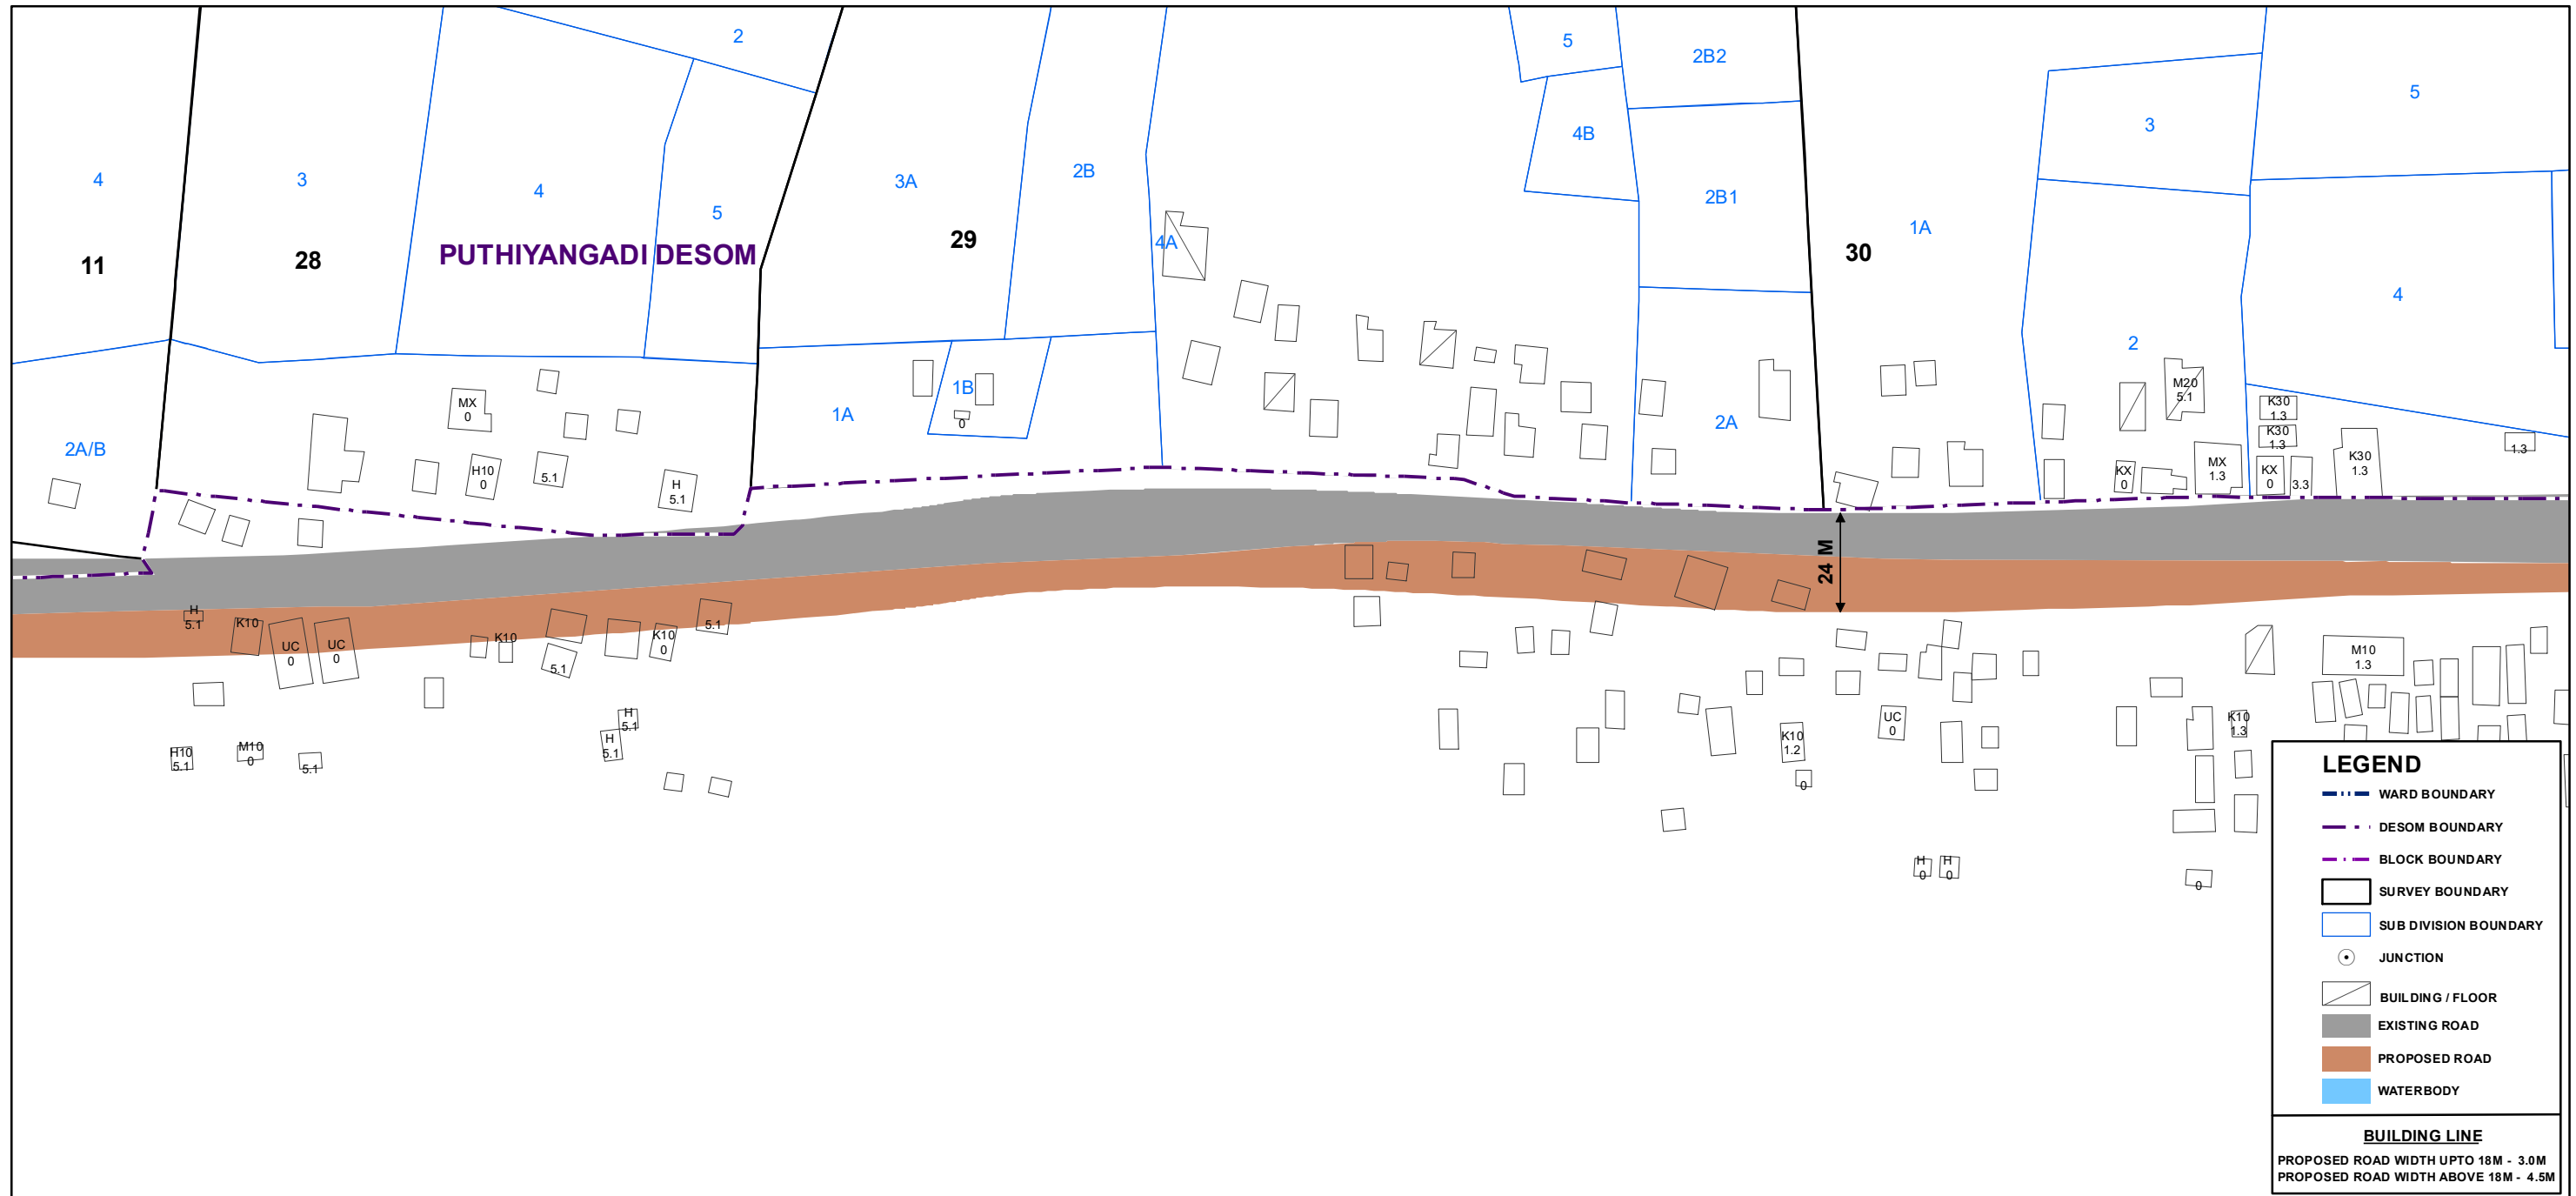 2
5
2B2
5
3
4B
4
3
4
5
3A
2B
2B1
1A
4A
4
11
28
PUTHIYANGADI DESOM
29
30
2
M20
5.1
K30
1.3
K30
1.3
MX
0
1A
1B
0
2A
2A/B
H10
0
5.1
H
5.1
KX
0
MX
1.3
KX
0
3.3
K30
1.3
1.3
24 M
H
5.1
K10
UC
0
UC
0
K10
5.1
K10
0
5.1
M10
1.3
H
5.1
H
5.1
H10
5.1
M10
0
5.1
K10
1.2
0
UC
0
K10
1.3
H
0
H
0
0
LEGEND
WARD BOUNDARY
DESOM BOUNDARY
BLOCK BOUNDARY
SURVEY BOUNDARY
SUB DIVISION BOUNDARY
JUNCTION
BUILDING / FLOOR
EXISTING ROAD
PROPOSED ROAD
WATERBODY
BUILDING LINE
PROPOSED ROAD WIDTH UPTO 18M - 3.0M
PROPOSED ROAD WIDTH ABOVE 18M - 4.5M